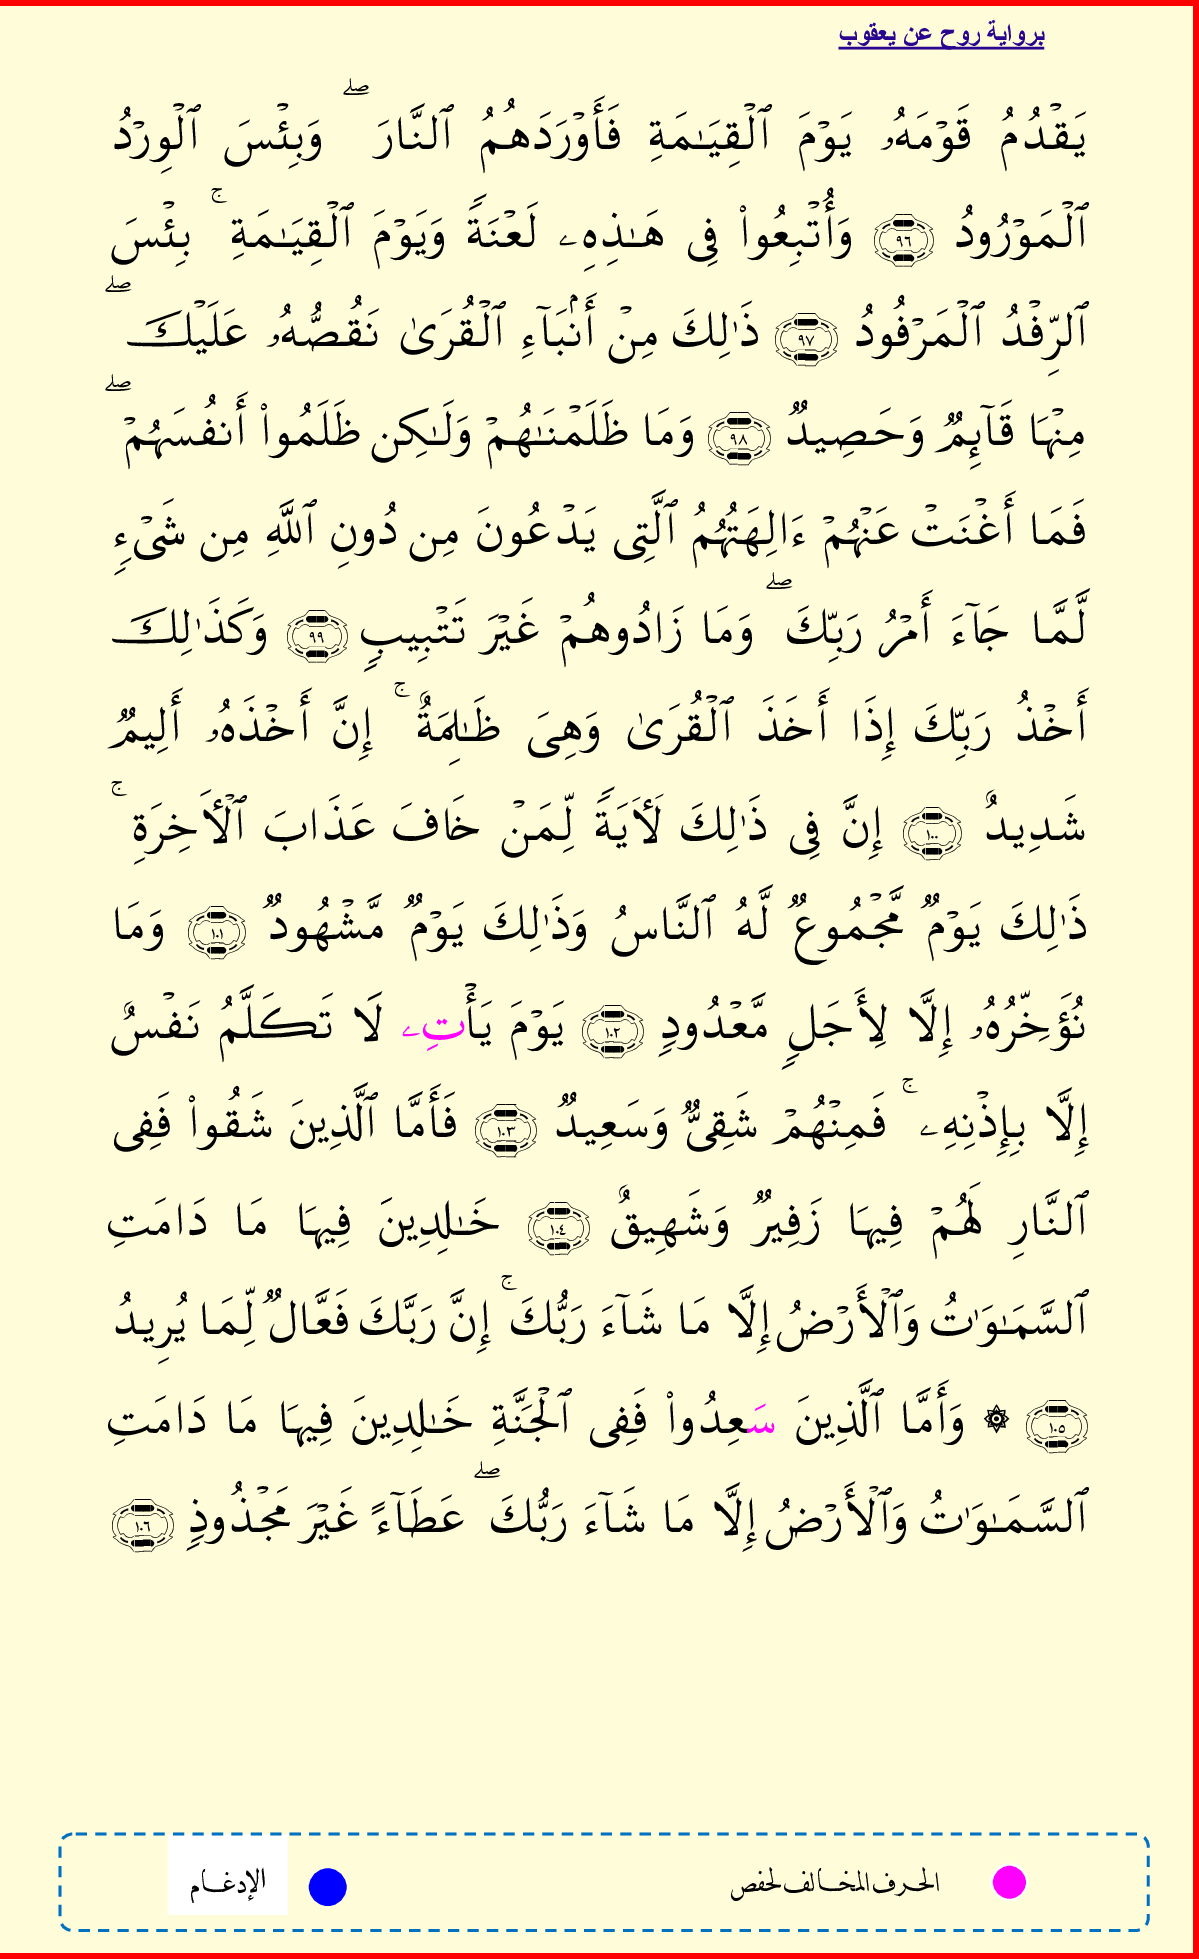 برواية روح عن يعقوب
يَقۡدُمُ قَوۡمَهُۥ يَوۡمَ ٱلۡقِيَٰمَةِ فَأَوۡرَدَهُمُ ٱلنَّارَۖ وَبِئۡسَ ٱلۡوِرۡدُ
ٱلۡمَوۡرُودُ ٩٦ وَأُتۡبِعُواْ فِي هَٰذِهِۦ لَعۡنَةٗ وَيَوۡمَ ٱلۡقِيَٰمَةِۚ بِئۡسَ
ٱلرِّفۡدُ ٱلۡمَرۡفُودُ ٩٧ ذَٰلِكَ مِنۡ أَنۢبَآءِ ٱلۡقُرَىٰ نَقُصُّهُۥ عَلَيۡكَۖ
مِنۡهَا قَآئِمٞ وَحَصِيدٞ ٩٨ وَمَا ظَلَمۡنَٰهُمۡ وَلَٰكِن ظَلَمُوٓاْ أَنفُسَهُمۡۖ
فَمَا أَغۡنَتۡ عَنۡهُمۡ ءَالِهَتُهُمُ ٱلَّتِي يَدۡعُونَ مِن دُونِ ٱللَّهِ مِن شَيۡءٖ
لَّمَّا جَآءَ أَمۡرُ رَبِّكَۖ وَمَا زَادُوهُمۡ غَيۡرَ تَتۡبِيبٖ ٩٩ وَكَذَٰلِكَ
أَخۡذُ رَبِّكَ إِذَا أَخَذَ ٱلۡقُرَىٰ وَهِيَ ظَٰلِمَةٌۚ إِنَّ أَخۡذَهُۥ أَلِيمٞ
شَدِيدٌ ١٠٠ إِنَّ فِي ذَٰلِكَ لَأٓيَةٗ لِّمَنۡ خَافَ عَذَابَ ٱلۡأٓخِرَةِۚ
ذَٰلِكَ يَوۡمٞ مَّجۡمُوعٞ لَّهُ ٱلنَّاسُ وَذَٰلِكَ يَوۡمٞ مَّشۡهُودٞ ١٠١ وَمَا
نُؤَخِّرُهُۥ إِلَّا لِأَجَلٖ مَّعۡدُودٖ ١٠٢ يَوۡمَ يَأۡتِۦ لَا تَكَلَّمُ نَفۡسٌ
إِلَّا بِإِذۡنِهِۦۚ فَمِنۡهُمۡ شَقِيّٞ وَسَعِيدٞ ١٠٣ فَأَمَّا ٱلَّذِينَ شَقُواْ فَفِي
ٱلنَّارِ لَهُمۡ فِيهَا زَفِيرٞ وَشَهِيقٌ ١٠٤ خَٰلِدِينَ فِيهَا مَا دَامَتِ
ٱلسَّمَٰوَٰتُ وَٱلۡأَرۡضُ إِلَّا مَا شَآءَ رَبُّكَۚ إِنَّ رَبَّكَ فَعَّالٞ لِّمَا يُرِيدُ
١٠٥ ۞ وَأَمَّا ٱلَّذِينَ سَعِدُواْ فَفِي ٱلۡجَنَّةِ خَٰلِدِينَ فِيهَا مَا دَامَتِ
ٱلسَّمَٰوَٰتُ وَٱلۡأَرۡضُ إِلَّا مَا شَآءَ رَبُّكَۖ عَطَآءً غَيۡرَ مَجۡذُوذٖ ١٠٦
الحرف المخالف لحفص
الإدغام